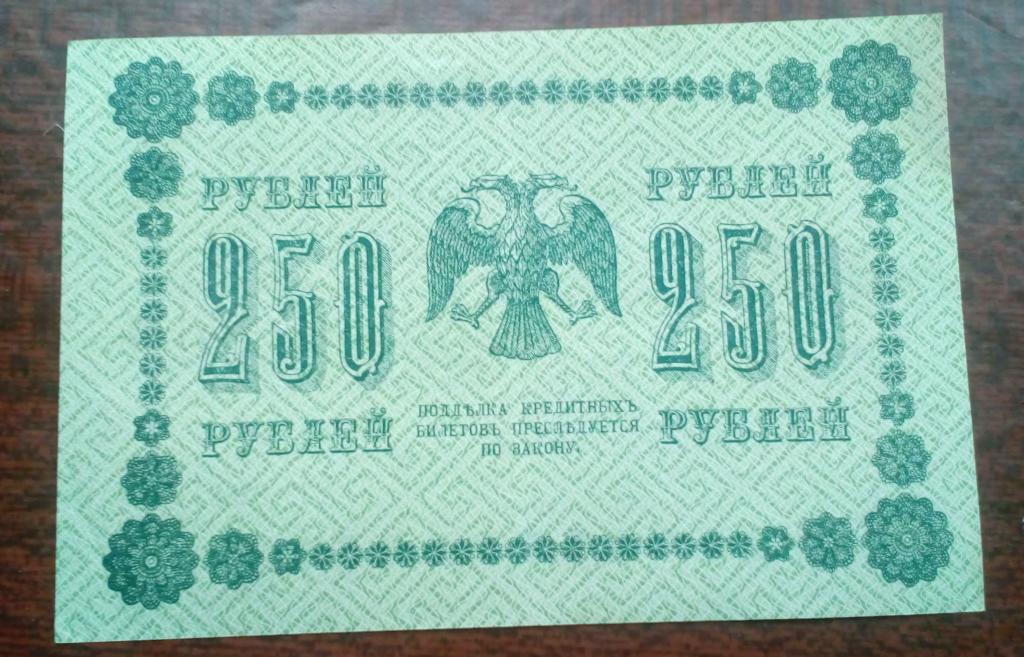 РУБЛЕЙ РУБЛЕЙ
250 250
ПОДДѢЛКА КРЕДИТНЫХЪ
БИЛЕТОВЪ ПРЕСЛѢДУЕТСЯ
ПО ЗАКОНУ.
РУБЛЕЙ РУБЛЕЙ